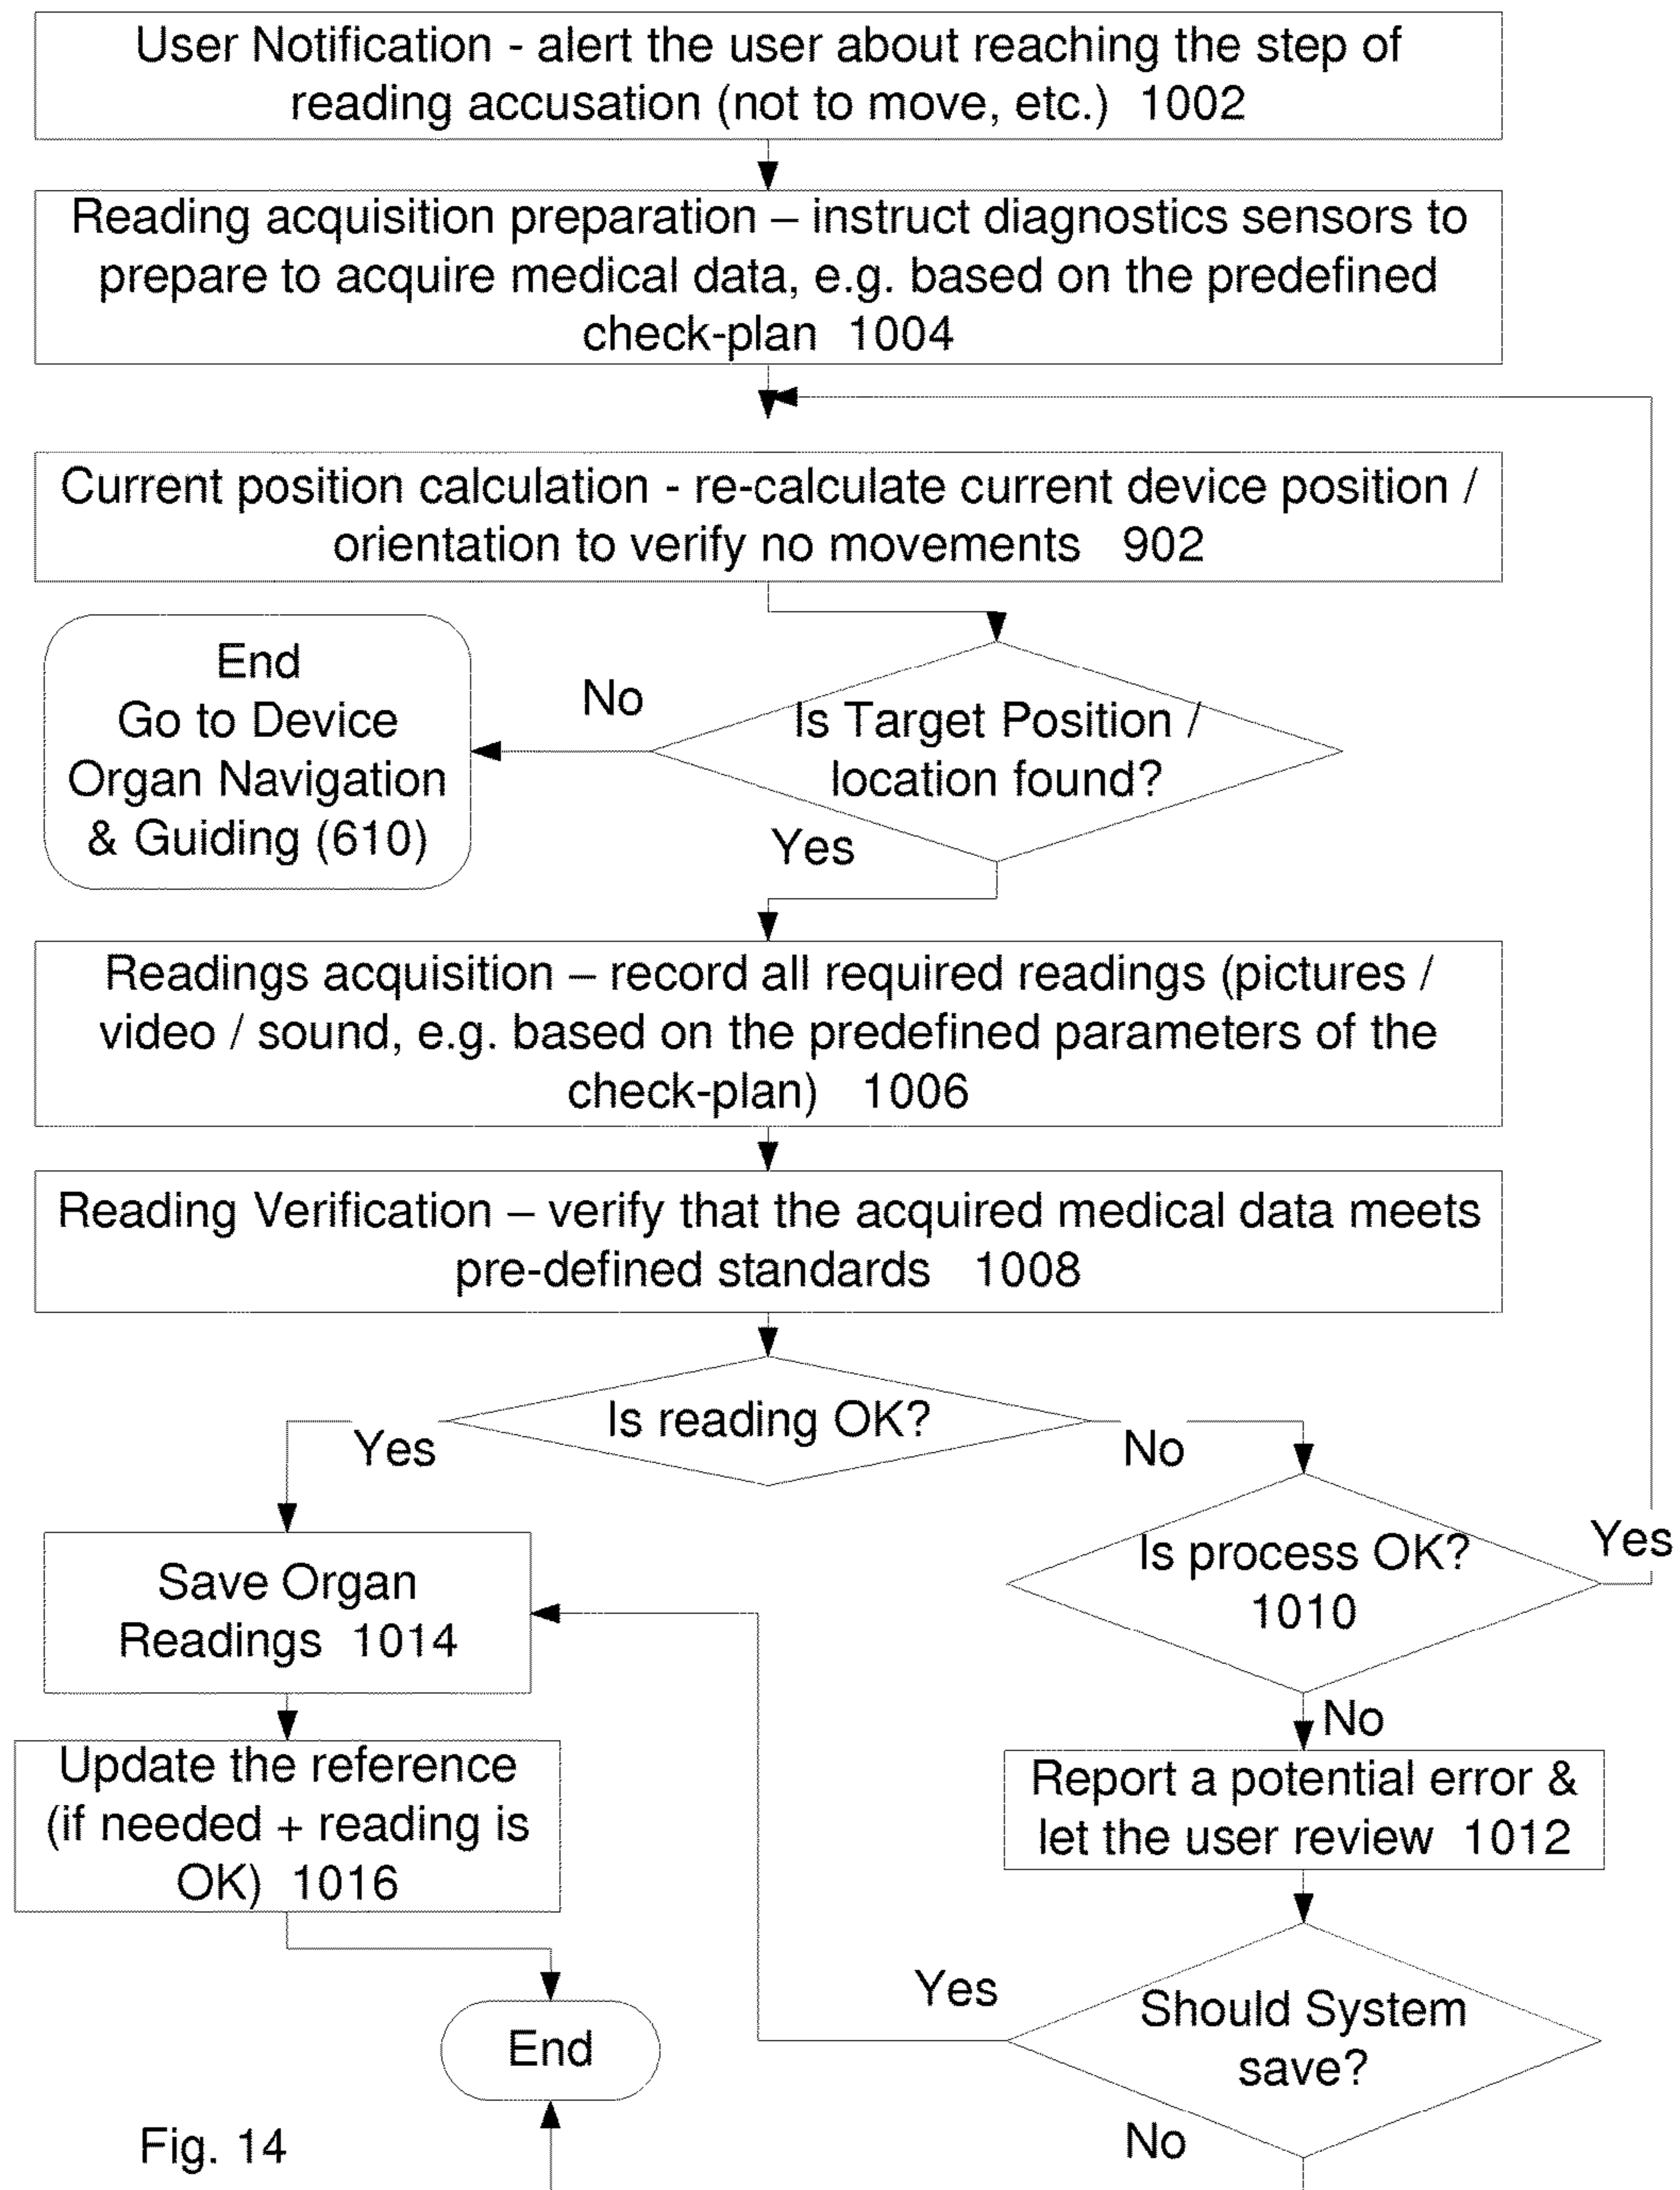 User Notification - alert the user about reaching the step of
reading accusation (not to move, etc.) 1002
Reading acquisition preparation – instruct diagnostics sensors to
prepare to acquire medical data, e.g. based on the predefined
check-plan 1004
Current position calculation - re-calculate current device position /
orientation to verify no movements 902
End
Go to Device
Organ Navigation
& Guiding (610)
No
Is Target Position /
location found?
Yes
Readings acquisition – record all required readings (pictures /
video / sound, e.g. based on the predefined parameters of the
check-plan) 1006
Reading Verification – verify that the acquired medical data meets
pre-defined standards 1008
Is reading OK?
Yes
No
Is process OK?
1010
Yes
Save Organ
Readings 1014
No
Update the reference
(if needed + reading is
OK) 1016
Report a potential error &
let the user review 1012
Yes
Should System
save?
End
No
Fig. 14